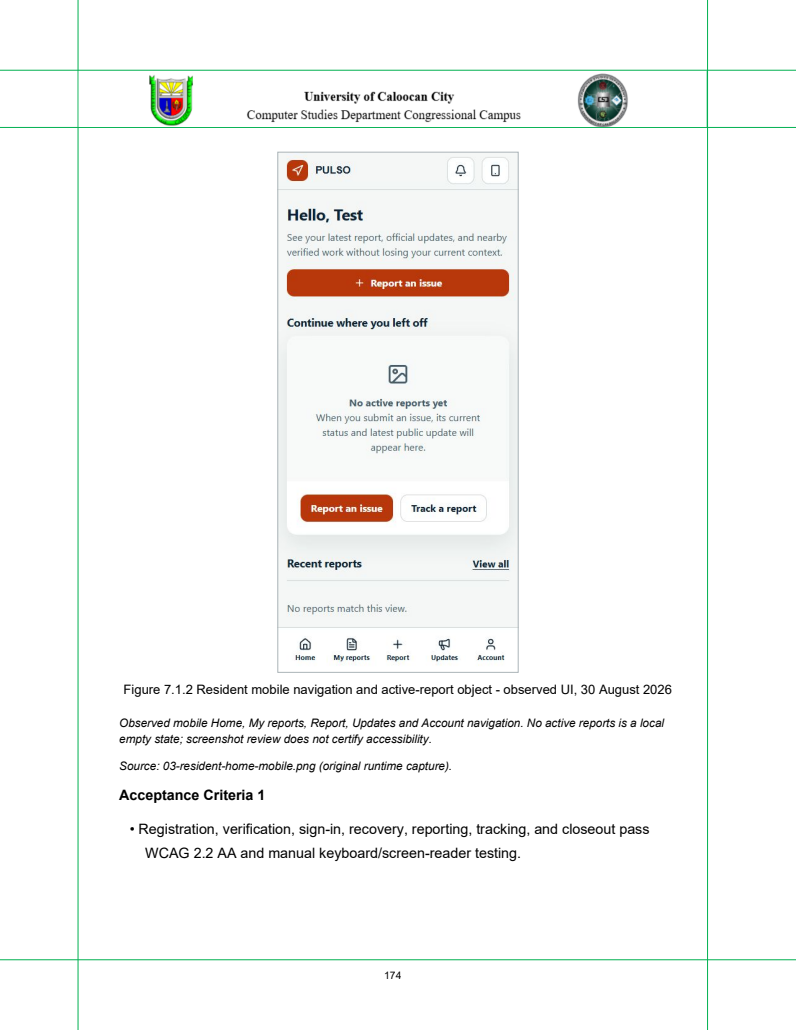 University of Caloocan City
Computer Studies Department Congressional Campus
PULSO
Hello, Test
See your latest report, official updates, and nearby
verified work without losing your current context.
+ Report an issue
Continue where you left off
No active reports yet
When you submit an issue, its current
status and latest public update will
appear here.
Report an issue
Track a report
Recent reports
View all
No reports match this view.
Home
My reports
Report
Updates
Account
Figure 7.1.2 Resident mobile navigation and active-report object - observed UI, 30 August 2026
Observed mobile Home, My reports, Report, Updates and Account navigation. No active reports is a local
empty state; screenshot review does not certify accessibility.
Source: 03-resident-home-mobile.png (original runtime capture).
Acceptance Criteria 1
• Registration, verification, sign-in, recovery, reporting, tracking, and closeout pass
WCAG 2.2 AA and manual keyboard/screen-reader testing.
174